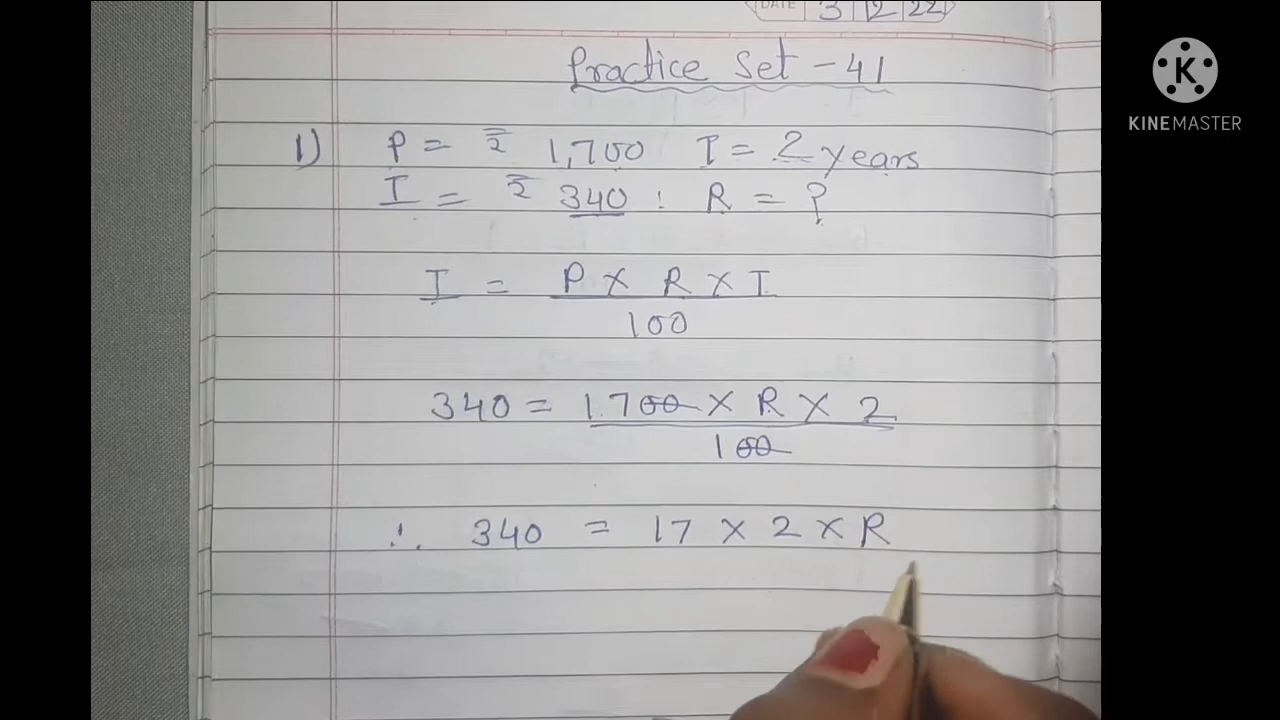 DATE 3 12 22
Practice Set - 41
1) P = ₹ 1,700 I = 2 years
I = ₹ 340 : R = ?
I = P × R × I
100
340 = 1700 × R × 2
100
∴ 340 = 17 × 2 × R
K
KINEMASTER